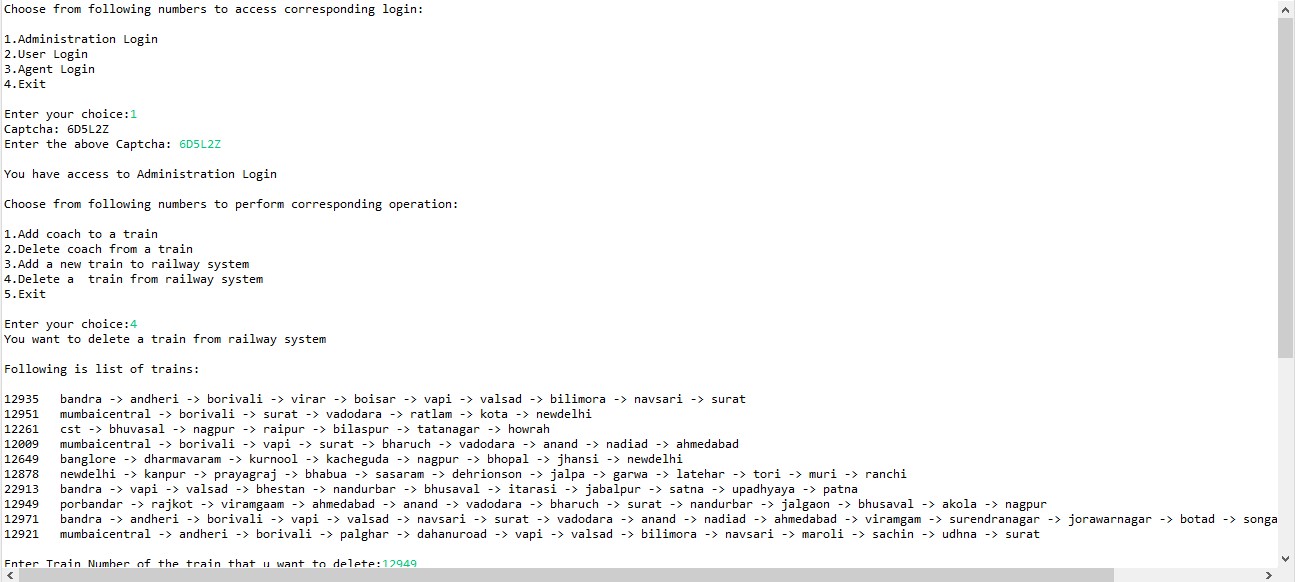 Choose from following numbers to access corresponding login:
1.Administration Login
2.User Login
3.Agent Login
4.Exit
Enter your choice:1
Captcha: 6D5L2Z
Enter the above Captcha: 6D5L2Z
You have access to Administration Login
Choose from following numbers to perform corresponding operation:
1.Add coach to a train
2.Delete coach from a train
3.Add a new train to railway system
4.Delete a  train from railway system
5.Exit
Enter your choice:4
You want to delete a train from railway system
Following is list of trains:
12935   bandra -> andheri -> borivali -> virar -> boisar -> vapi -> valsad -> bilimora -> navsari -> surat
12951   mumbaicentral -> borivali -> surat -> vadodara -> ratlam -> kota -> newdelhi
12261   cst -> bhuvasal -> nagpur -> raipur -> bilaspur -> tatanagar -> howrah
12009   mumbaicentral -> borivali -> vapi -> surat -> bharuch -> vadodara -> anand -> nadiad -> ahmedabad
12649   banglore -> dharmavaram -> kurnool -> kacheguda -> nagpur -> bhopal -> jhansi -> newdelhi
12878   newdelhi -> kanpur -> prayagraj -> bhabua -> sasaram -> dehrionson -> jalpa -> garwa -> latehar -> tori -> muri -> ranchi
22913   bandra -> vapi -> valsad -> bhestan -> nandurbar -> bhusaval -> itarasi -> jabalpur -> satna -> upadhyaya -> patna
12949   porbandar -> rajkot -> viramgaam -> ahmedabad -> anand -> vadodara -> bharuch -> surat -> nandurbar -> jalgaon -> bhusaval -> akola -> nagpur
12971   bandra -> andheri -> borivali -> vapi -> valsad -> navsari -> surat -> vadodara -> anand -> nadiad -> ahmedabad -> viramgam -> surendranagar -> jorawarnagar -> botad -> songa
12921   mumbaicentral -> andheri -> borivali -> palghar -> dahanuroad -> vapi -> valsad -> bilimora -> navsari -> maroli -> sachin -> udhna -> surat
Enter Train Number of the train that u want to delete:12949